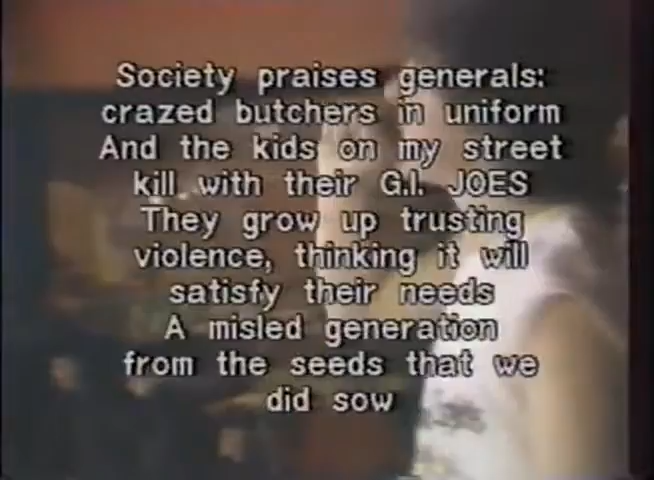 Society praises generals:
crazed butchers in uniform
And the kids on my street
kill with their G.I. JOES
They grow up trusting
violence, thinking it will
satisfy their needs
A misled generation
from the seeds that we
did sow